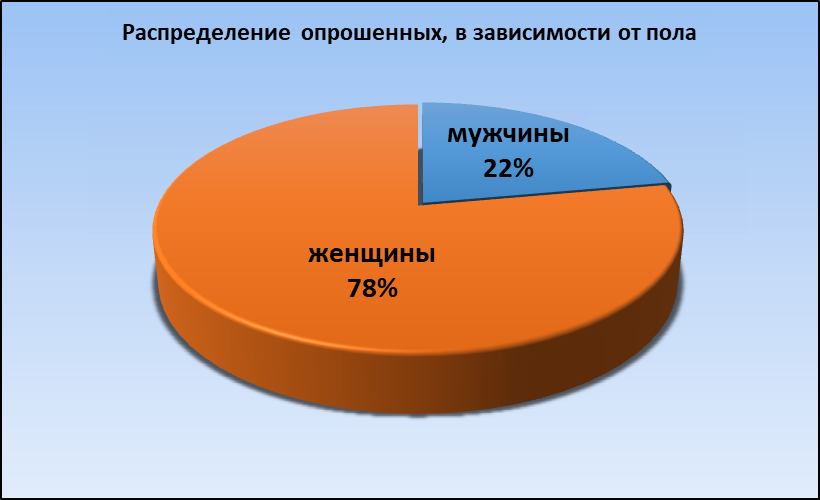 Распределение опрошенных, в зависимости от пола
мужчины
22%
женщины
78%